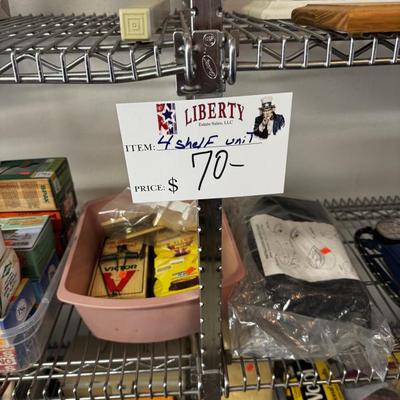 LIBERTY
Estate Sales, LLC
ITEM: 4 shelf unit
PRICE: $ 70-
VICTOR
V